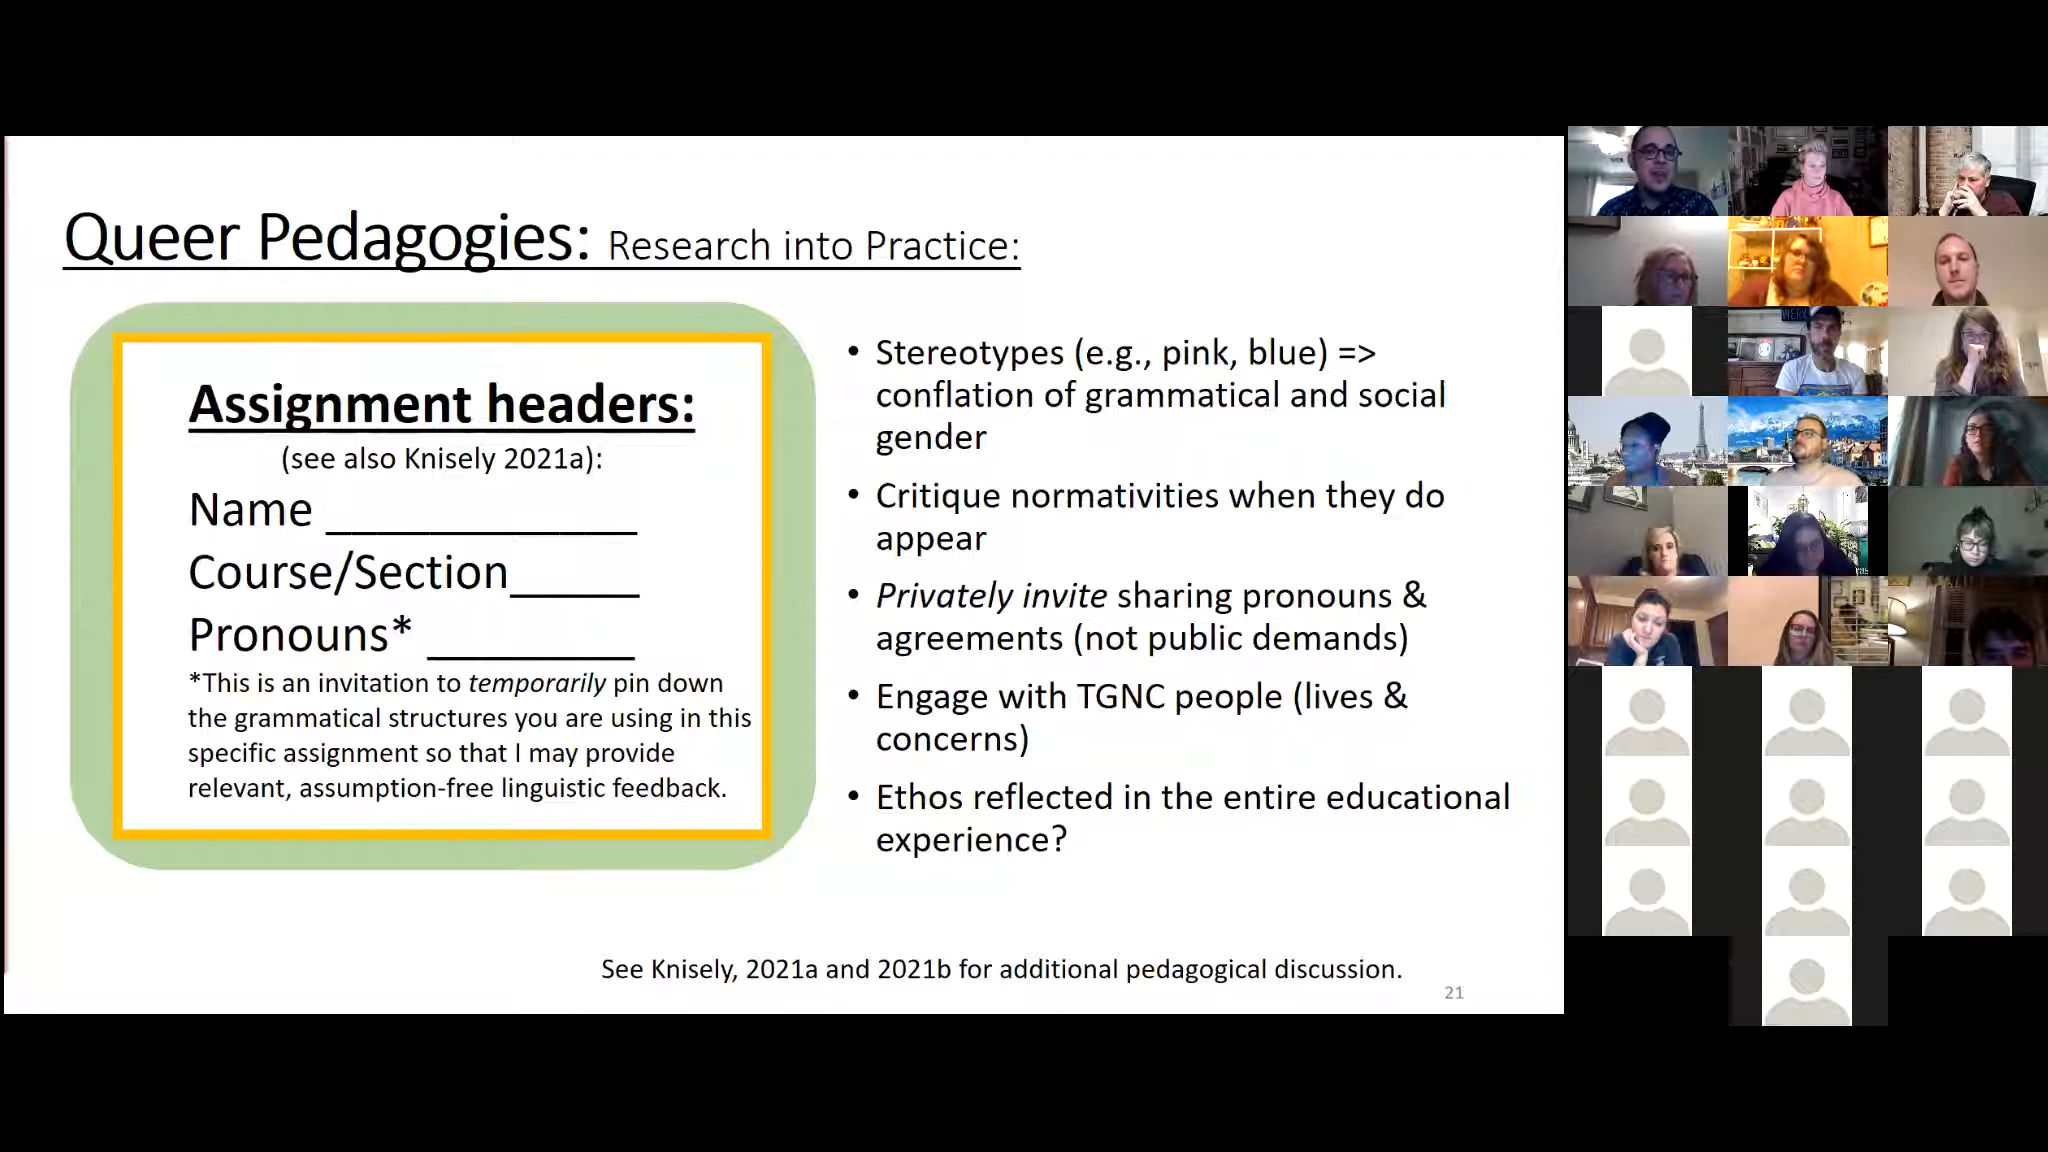 Queer Pedagogies: Research into Practice:
Assignment headers:
(see also Knisely 2021a):
Name _____________
Course/Section_____
Pronouns* ________
*This is an invitation to temporarily pin down
the grammatical structures you are using in this
specific assignment so that I may provide
relevant, assumption-free linguistic feedback.
• Stereotypes (e.g., pink, blue) =>
conflation of grammatical and social
gender
• Critique normativities when they do
appear
• Privately invite sharing pronouns &
agreements (not public demands)
• Engage with TGNC people (lives &
concerns)
• Ethos reflected in the entire educational
experience?
See Knisely, 2021a and 2021b for additional pedagogical discussion.
21